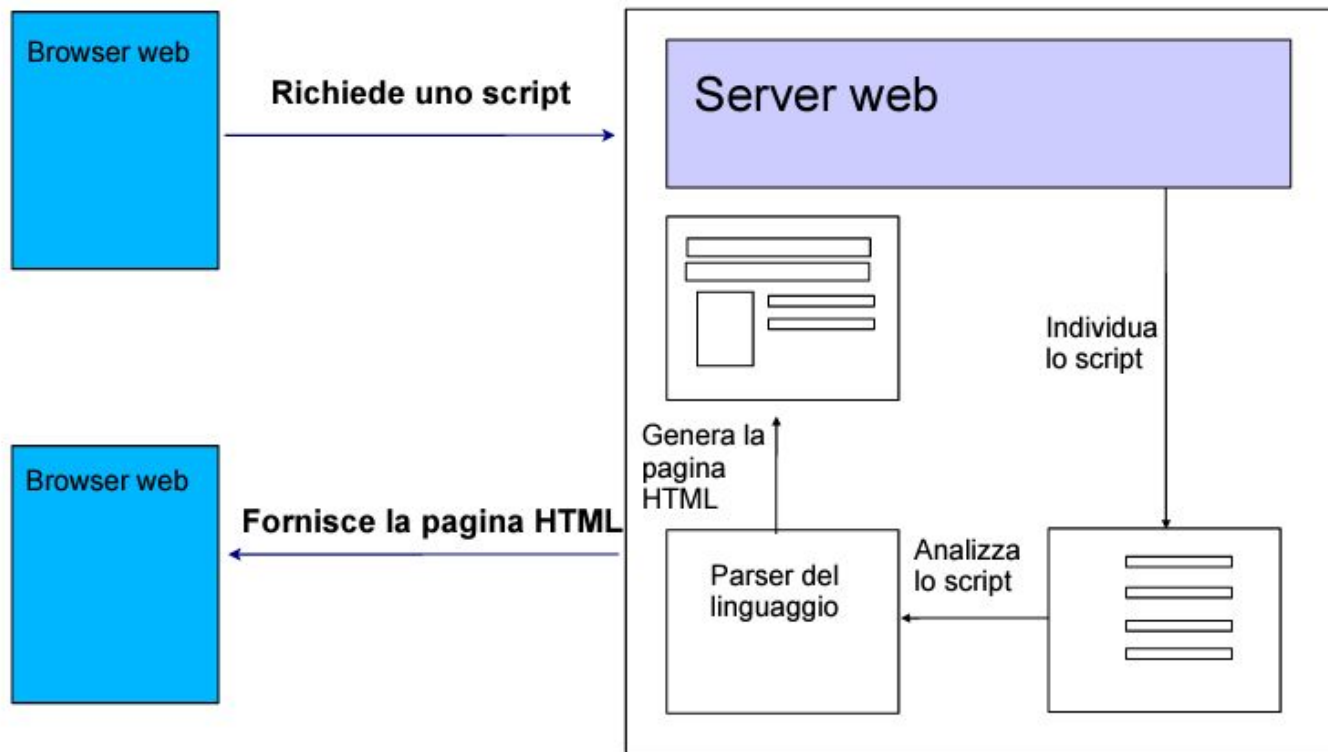 Browser web
Richiede uno script
Server web
Individua
lo script
Genera la
pagina
HTML
Browser web
Fornisce la pagina HTML
Parser del
linguaggio
Analizza
lo script